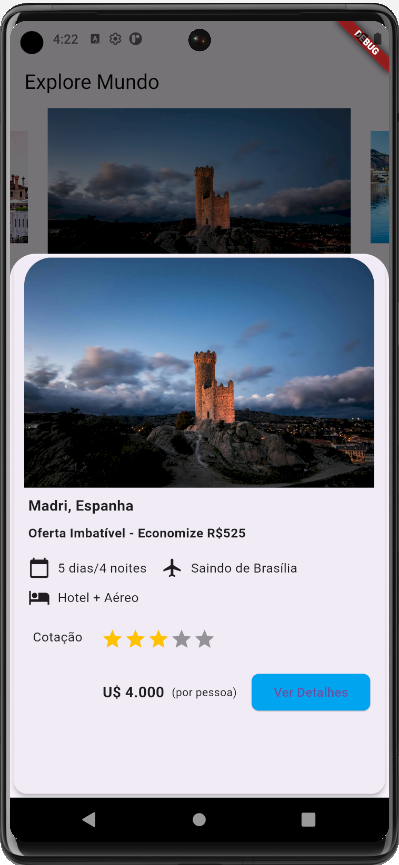 4:22
DEBUG
Explore Mundo
Madri, Espanha
Oferta Imbatível - Economize R$525
5 dias/4 noites Saindo de Brasília
Hotel + Aéreo
Cotação
U$ 4.000 (por pessoa) Ver Detalhes